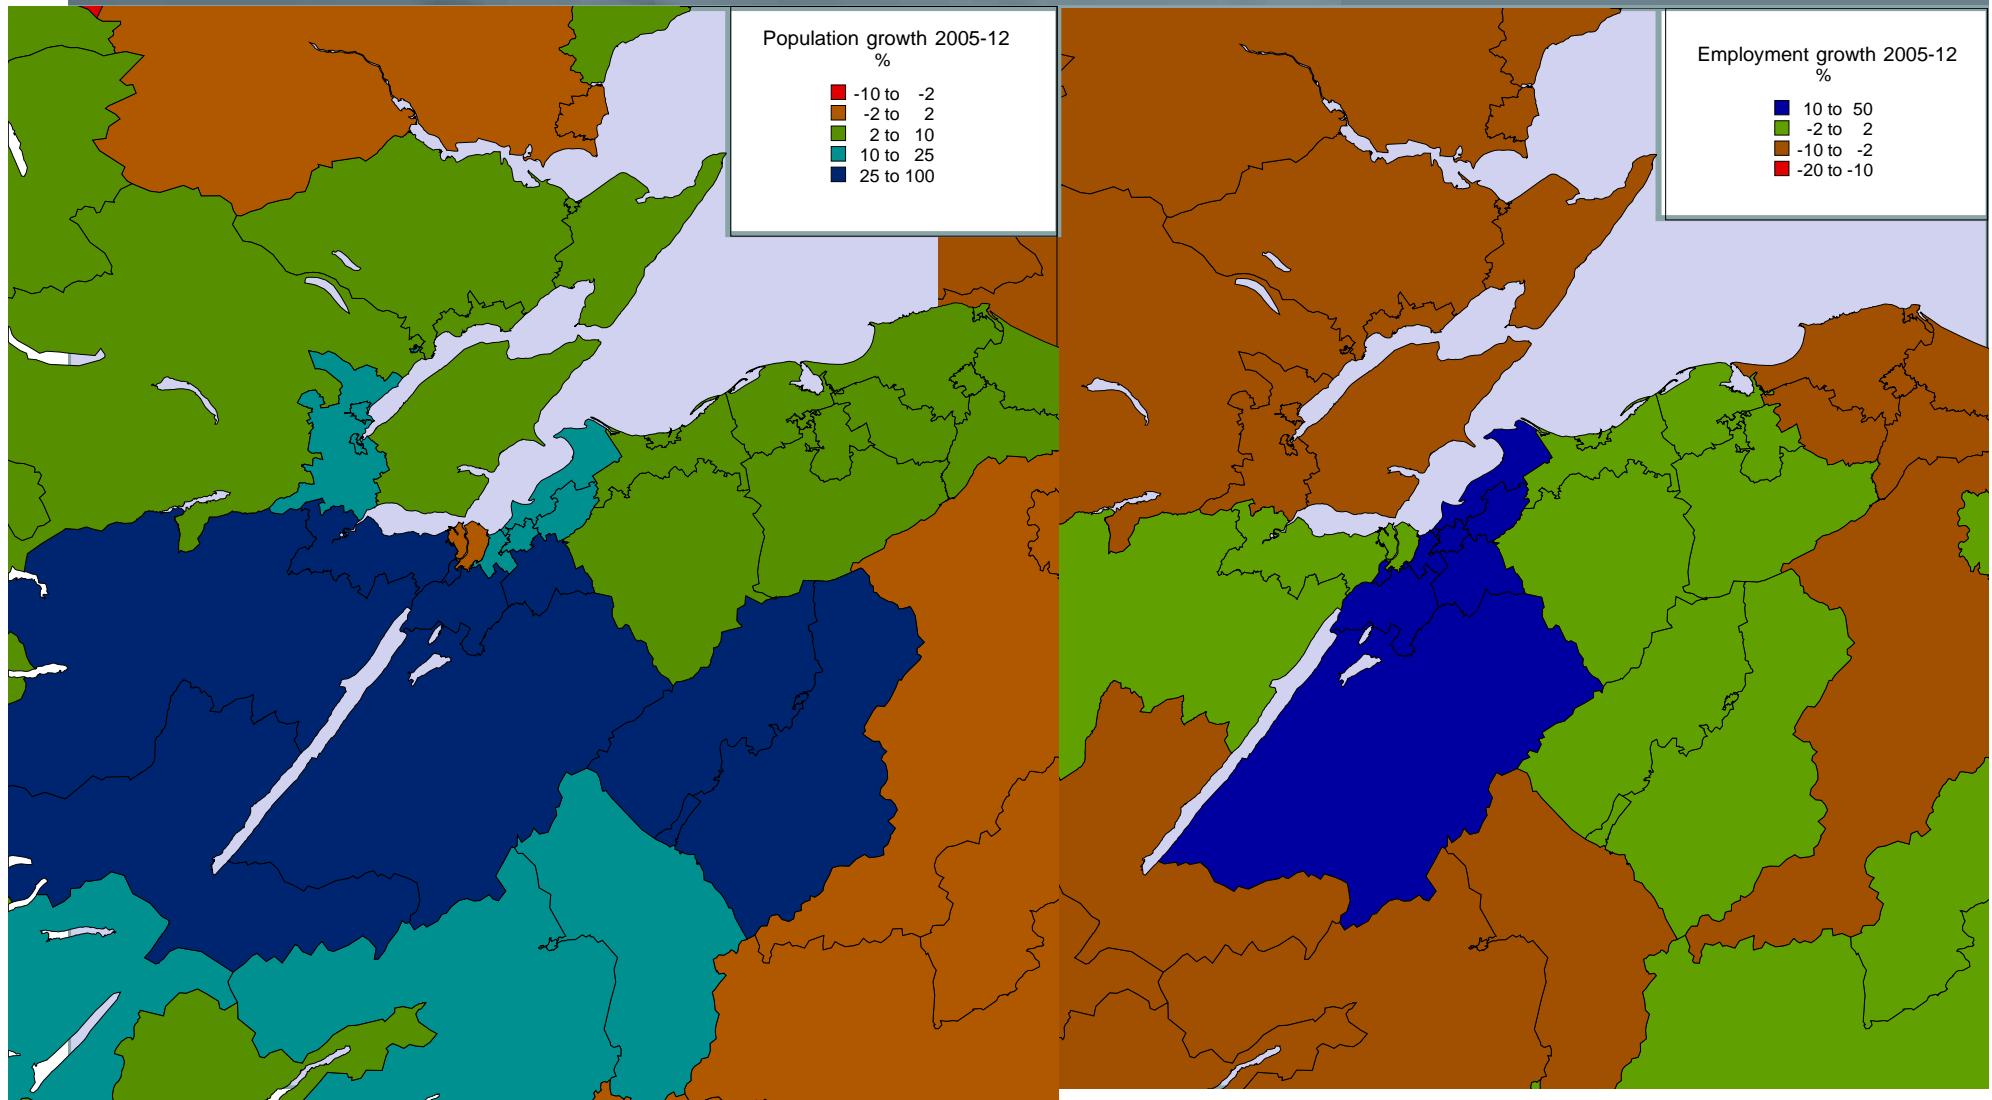 Population growth 2005-12
%
-10 to -2
-2 to 2
2 to 10
10 to 25
25 to 100
Employment growth 2005-12
%
10 to 50
-2 to 2
-10 to -2
-20 to -10